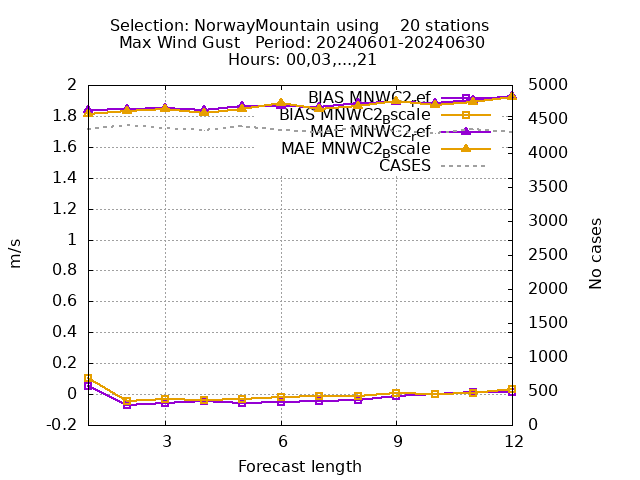 Selection: NorwayMountain using 20 stations
Max Wind Gust Period: 20240601-20240630
Hours: 00,03,...,21
BIAS MNWC2_ref
BIAS MNWC2_Bscale
MAE MNWC2_ref
MAE MNWC2_Bscale
CASES
2
1.8
1.6
1.4
1.2
1
0.8
0.6
0.4
0.2
0
-0.2
m/s
5000
4500
4000
3500
3000
2500
2000
1500
1000
500
0
No cases
3 6 9 12
Forecast length